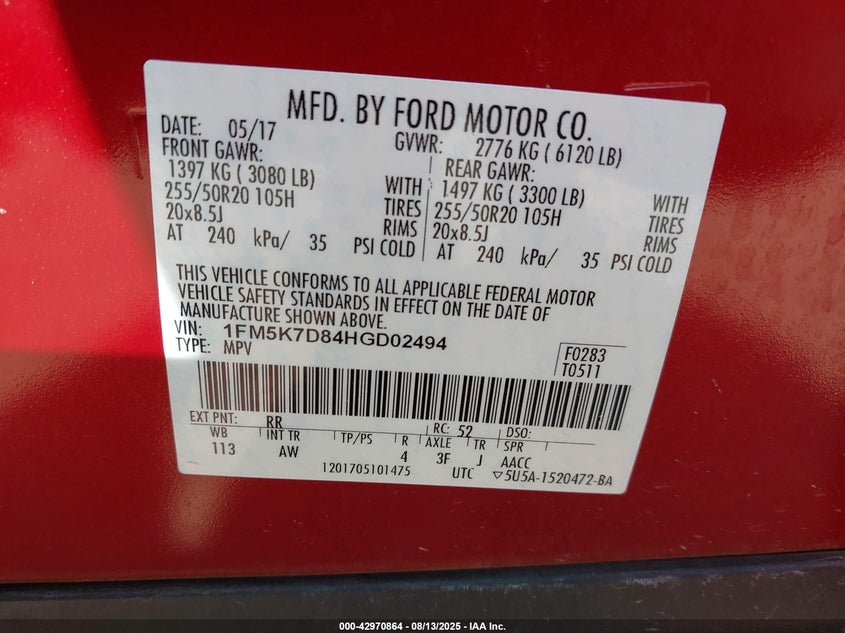 MFD. BY FORD MOTOR CO.
DATE: 05/17 GVWR: 2776 KG ( 6120 LB)
FRONT GAWR: REAR GAWR:
1397 KG ( 3080 LB) WITH 1497 KG ( 3300 LB) WITH
255/50R20 105H TIRES 255/50R20 105H TIRES
20x8.5J RIMS 20x8.5J RIMS
AT 240 kPa/ 35 PSI COLD AT 240 kPa/ 35 PSI COLD
THIS VEHICLE CONFORMS TO ALL APPLICABLE FEDERAL MOTOR
VEHICLE SAFETY STANDARDS IN EFFECT ON THE DATE OF
MANUFACTURE SHOWN ABOVE.
VIN: 1FM5K7D84HGD02494
TYPE: MPV
F0283
T0511
EXT PNT: RR RC: 52 DSO:
WB INT TR TP/PS R AXLE TR SPR
113 AW 4 3F J AACC
1201705101475 UTC ▽5U5A-1520472-BA
000-42970864 - 08/13/2025 - IAA Inc.